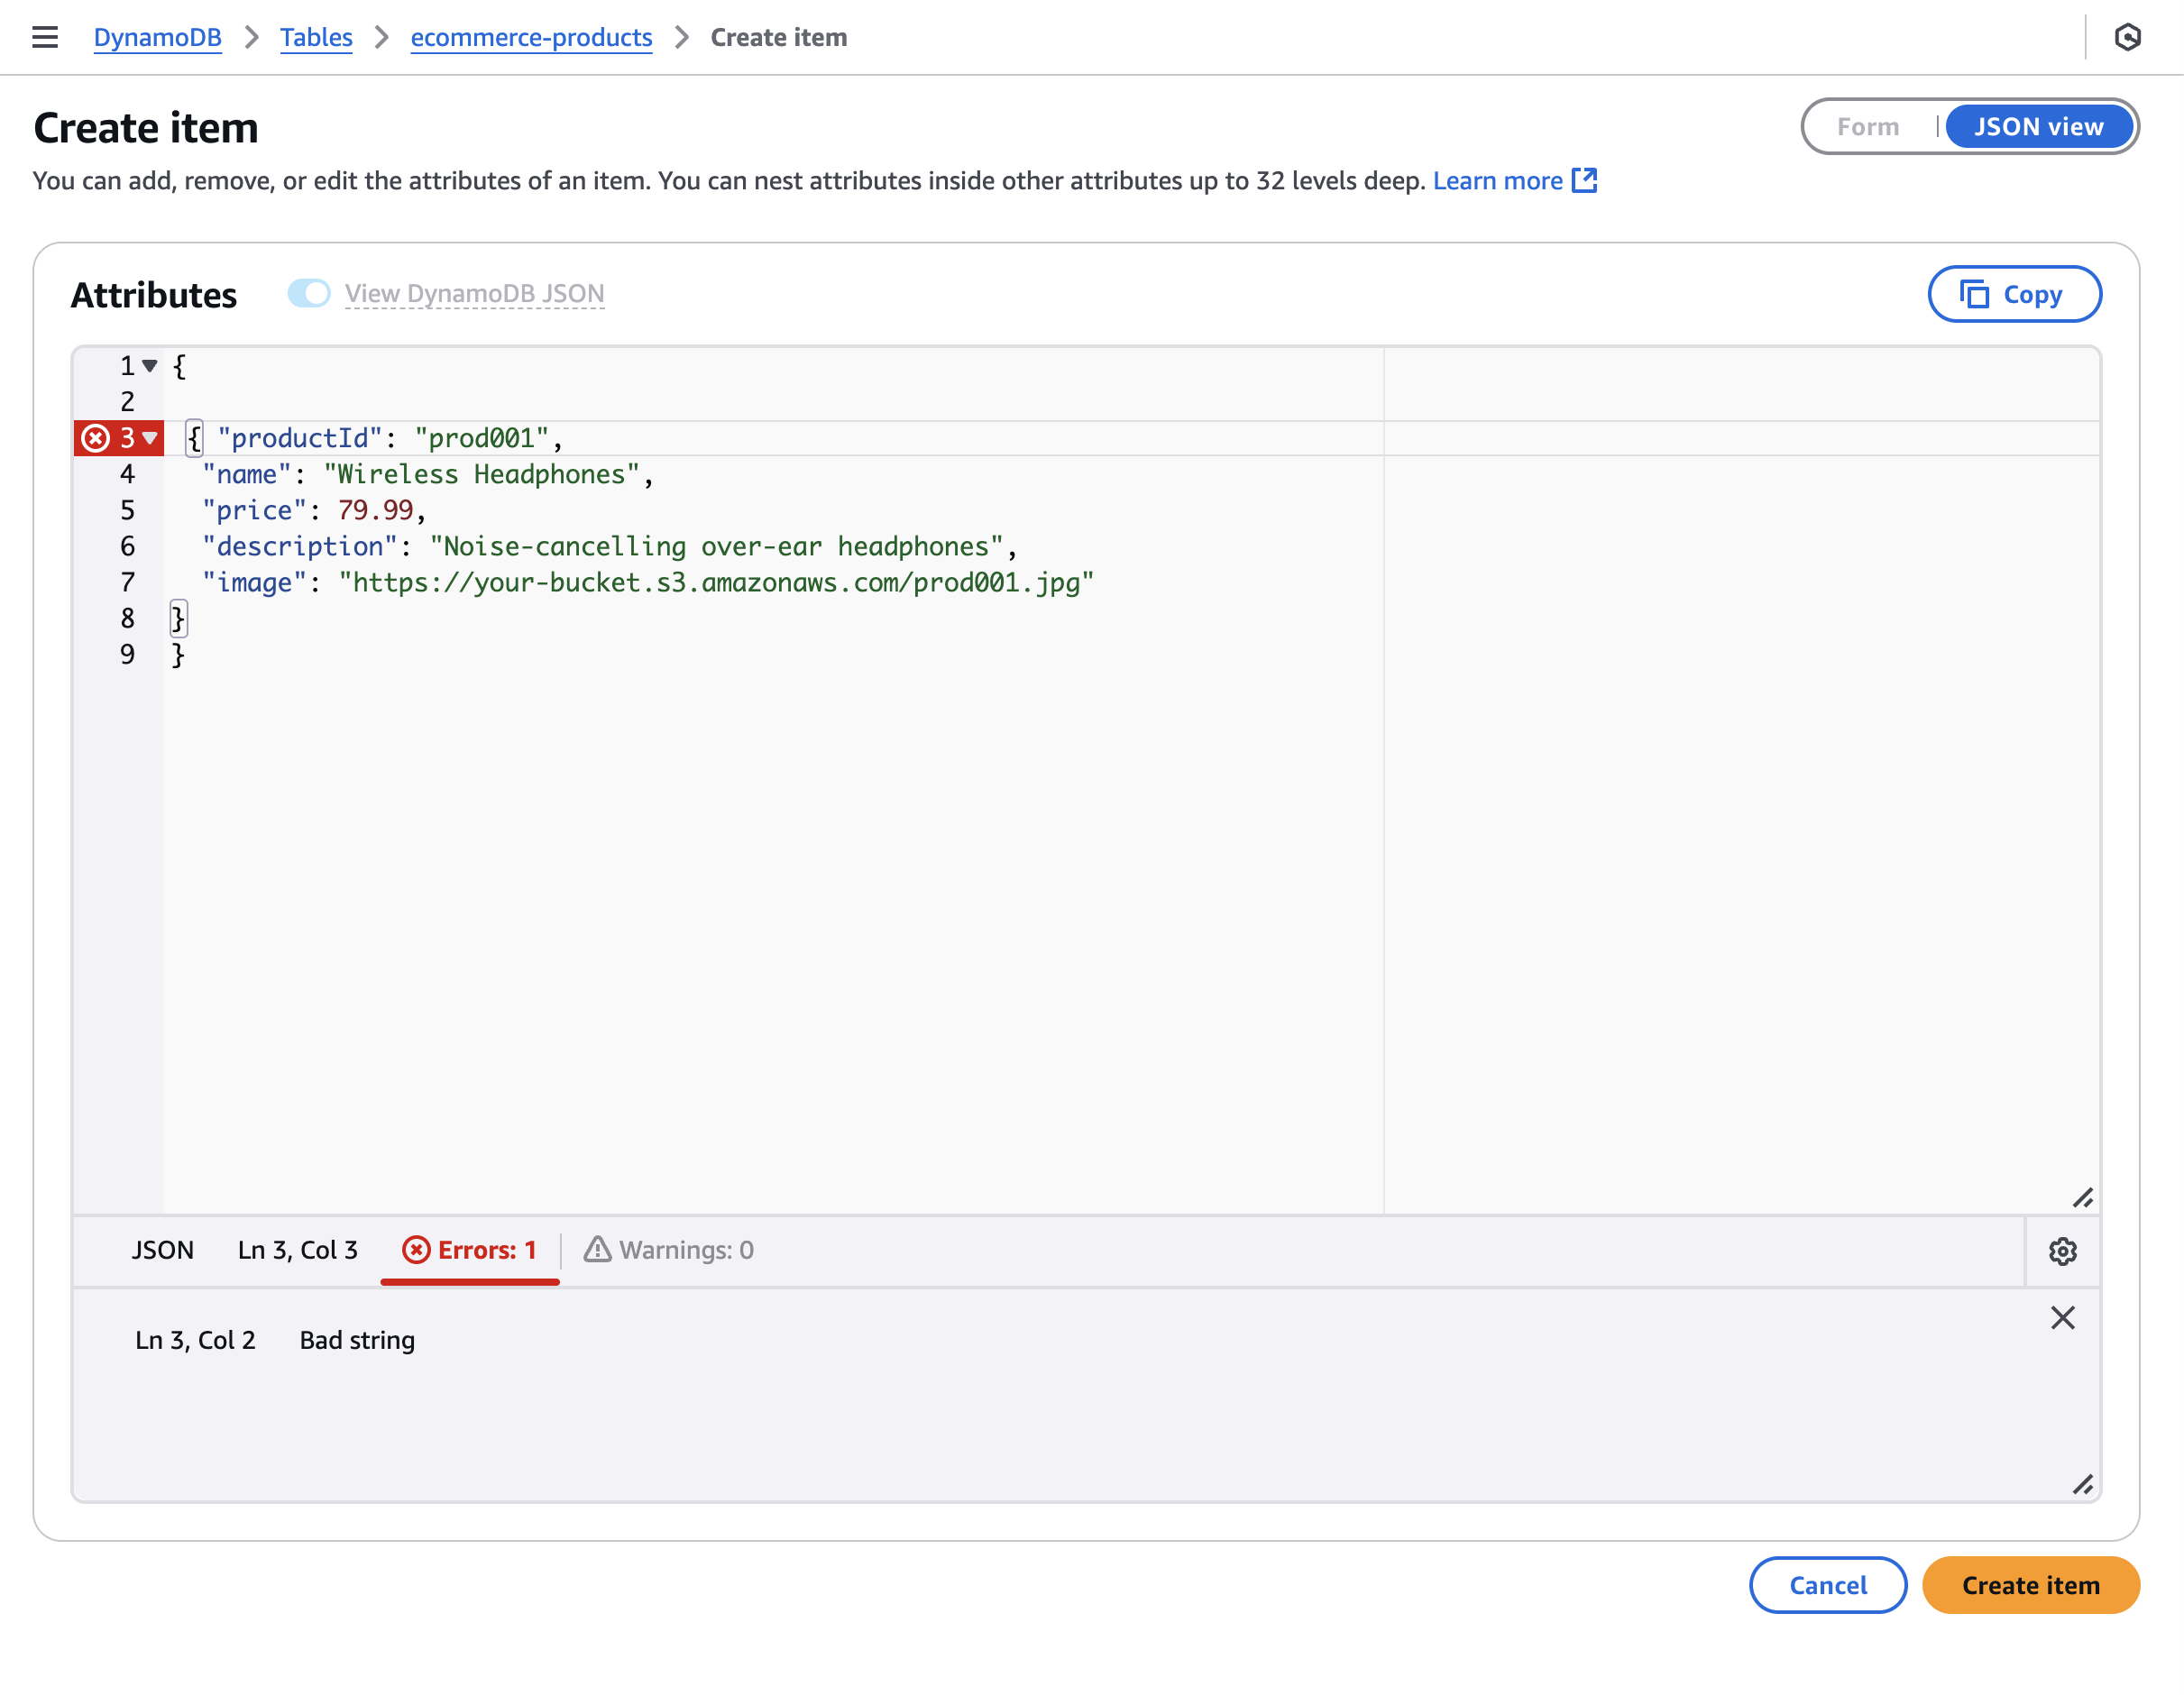 DynamoDB > Tables > ecommerce-products > Create item
Create item
Form | JSON view
You can add, remove, or edit the attributes of an item. You can nest attributes inside other attributes up to 32 levels deep. Learn more
Attributes View DynamoDB JSON Copy
1 {
2
3 { "productId": "prod001",
4 "name": "Wireless Headphones",
5 "price": 79.99,
6 "description": "Noise-cancelling over-ear headphones",
7 "image": "https://your-bucket.s3.amazonaws.com/prod001.jpg"
8 }
9 }
JSON Ln 3, Col 3 Errors: 1 Warnings: 0
Ln 3, Col 2 Bad string
Cancel Create item